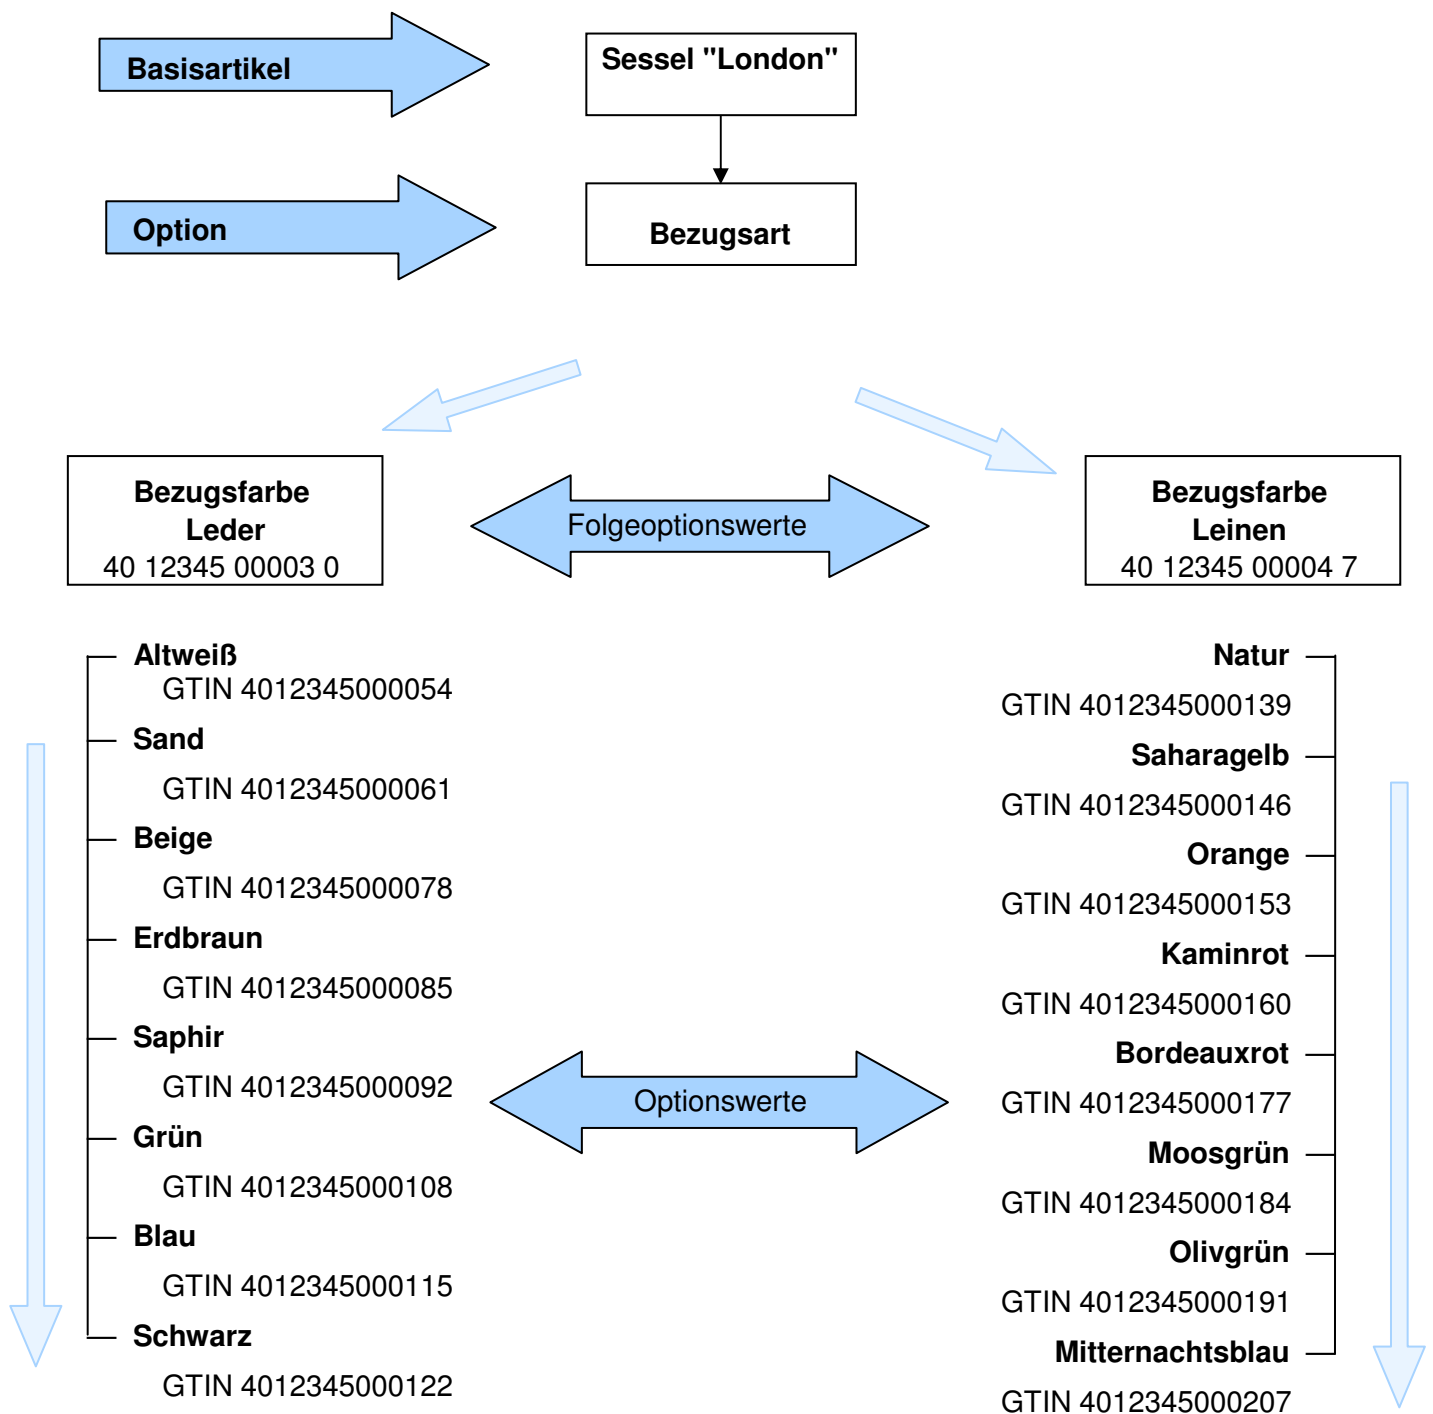 Basisartikel
Sessel "London"
Option
Bezugsart
Bezugsfarbe
Leder
40 12345 00003 0
Folgeoptionswerte
Bezugsfarbe
Leinen
40 12345 00004 7
Altweiß
GTIN 4012345000054
Sand
GTIN 4012345000061
Beige
GTIN 4012345000078
Erdbraun
GTIN 4012345000085
Saphir
GTIN 4012345000092
Grün
GTIN 4012345000108
Blau
GTIN 4012345000115
Schwarz
GTIN 4012345000122
Optionswerte
Natur
GTIN 4012345000139
Saharagelb
GTIN 4012345000146
Orange
GTIN 4012345000153
Kaminrot
GTIN 4012345000160
Bordeauxrot
GTIN 4012345000177
Moosgrün
GTIN 4012345000184
Olivgrün
GTIN 4012345000191
Mitternachtsblau
GTIN 4012345000207